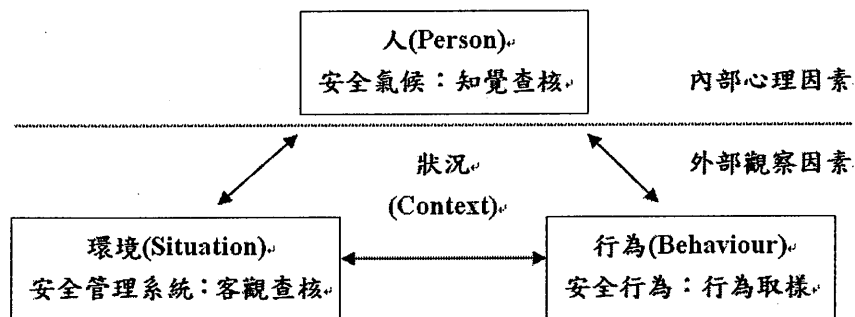 人(Person)
安全氣候：知覺查核
內部心理因素
狀況
(Context)
外部觀察因素
環境(Situation)
安全管理系統：客觀查核
行為(Behaviour)
安全行為：行為取樣